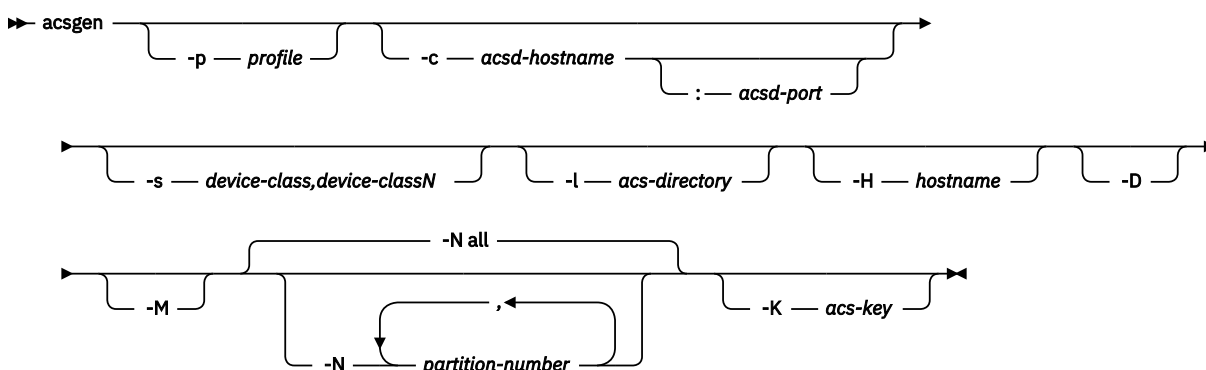 acsgen
-p profile
-c acsd-hostname
: acsd-port
-s device-class,device-classN
-l acs-directory
-H hostname
-D
-N all
-M
,
-N partition-number
-K acs-key